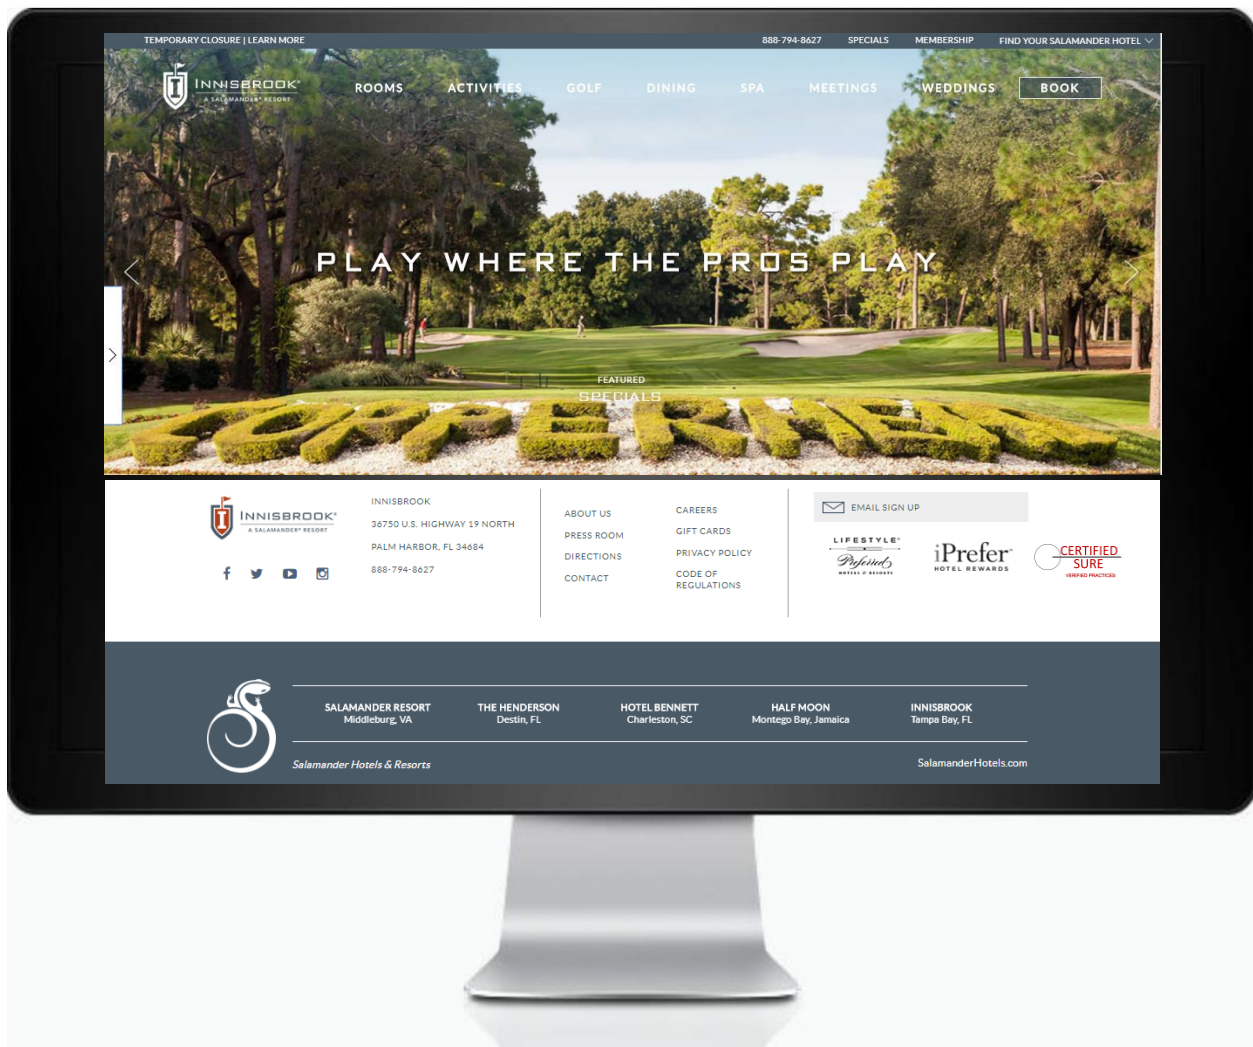 TEMPORARY CLOSURE | LEARN MORE
888-794-8627 SPECIALS MEMBERSHIP FIND YOUR SALAMANDER HOTEL
INNISBROOK®
A SALAMANDER® RESORT
ROOMS ACTIVITIES GOLF DINING SPA MEETINGS WEDDINGS BOOK
PLAY WHERE THE PROS PLAY
FEATURED
SPECIALS
COPPERHEAD
INNISBROOK®
A SALAMANDER® RESORT
INNISBROOK
36750 U.S. HIGHWAY 19 NORTH
PALM HARBOR, FL 34684
888-794-8627
ABOUT US
PRESS ROOM
DIRECTIONS
CONTACT
CAREERS
GIFT CARDS
PRIVACY POLICY
CODE OF
REGULATIONS
EMAIL SIGN UP
LIFESTYLE
Preferred
HOTELS & RESORTS
iPrefer
HOTEL REWARDS
CERTIFIED
SURE
VERIFIED PRACTICES
SALAMANDER RESORT
Middleburg, VA
THE HENDERSON
Destin, FL
HOTEL BENNETT
Charleston, SC
HALF MOON
Montego Bay, Jamaica
INNISBROOK
Tampa Bay, FL
Salamander Hotels & Resorts
SalamanderHotels.com